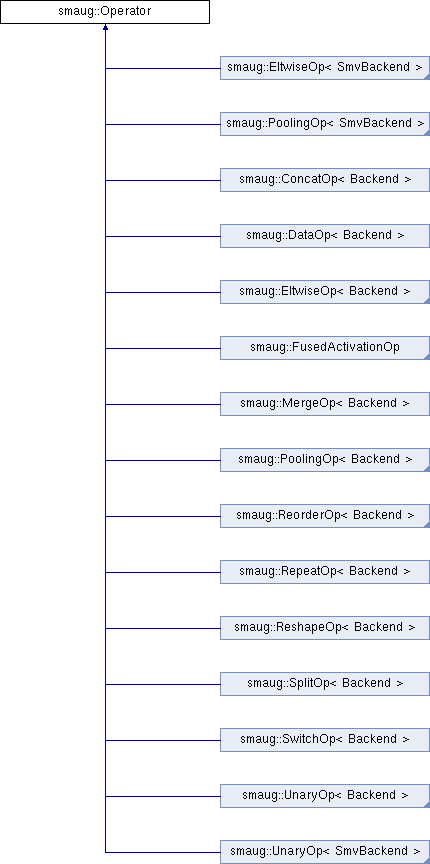 smaug::Operator
smaug::EltwiseOp< SmvBackend >
smaug::PoolingOp< SmvBackend >
smaug::ConcatOp< Backend >
smaug::DataOp< Backend >
smaug::EltwiseOp< Backend >
smaug::FusedActivationOp
smaug::MergeOp< Backend >
smaug::PoolingOp< Backend >
smaug::ReorderOp< Backend >
smaug::RepeatOp< Backend >
smaug::ReshapeOp< Backend >
smaug::SplitOp< Backend >
smaug::SwitchOp< Backend >
smaug::UnaryOp< Backend >
smaug::UnaryOp< SmvBackend >